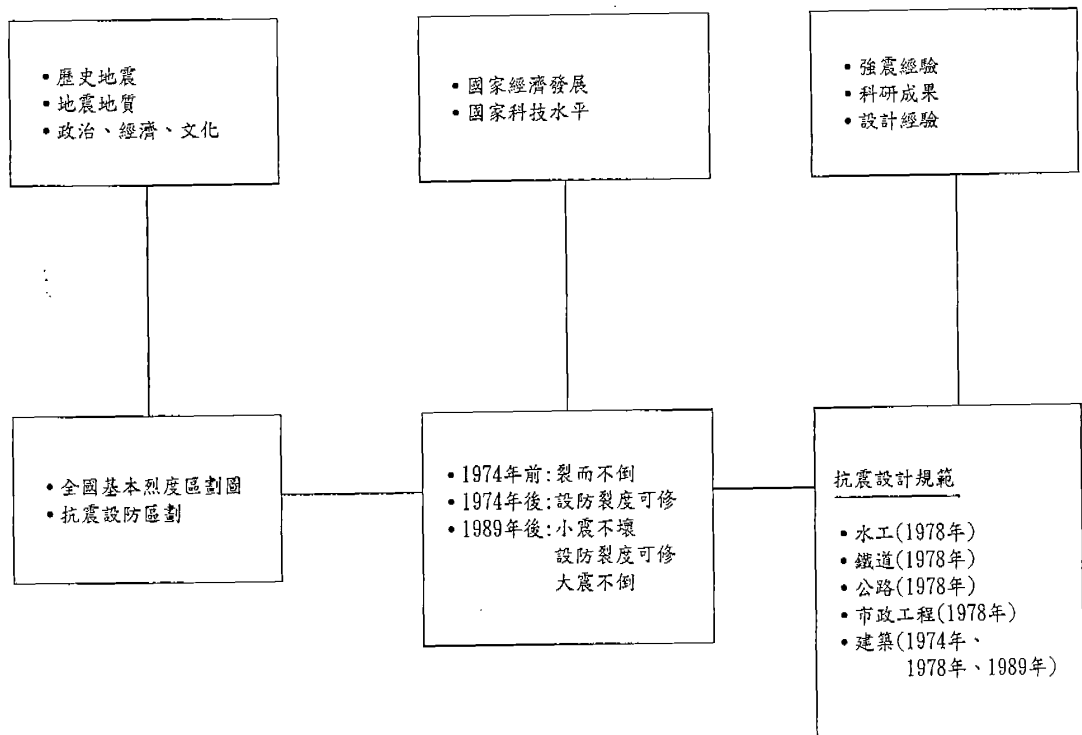 • 歷史地震
• 地震地質
• 政治、經濟、文化
• 國家經濟發展
• 國家科技水平
• 強震經驗
• 科研成果
• 設計經驗
• 全國基本烈度區劃圖
• 抗震設防區劃
• 1974年前:裂而不倒
• 1974年後:設防裂度可修
• 1989年後:小震不壞
設防裂度可修
大震不倒
抗震設計規範
• 水工(1978年)
• 鐵道(1978年)
• 公路(1978年)
• 市政工程(1978年)
• 建築(1974年、
1978年、1989年)